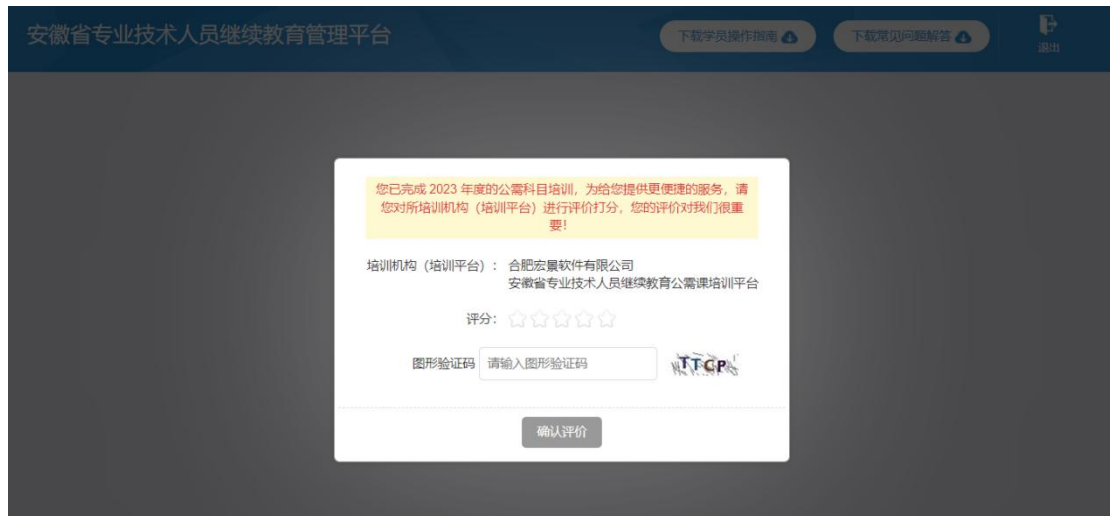 安徽省专业技术人员继续教育管理平台
下载学员操作指南
下载常见问题解答
退出
您已完成 2023 年度的公需科目培训，为给您提供更便捷的服务，请
您对所培训机构（培训平台）进行评价打分，您的评价对我们很重
要！
培训机构（培训平台）： 合肥宏景软件有限公司
安徽省专业技术人员继续教育公需课培训平台
评分：
图形验证码 请输入图形验证码 TTCP
确认评价